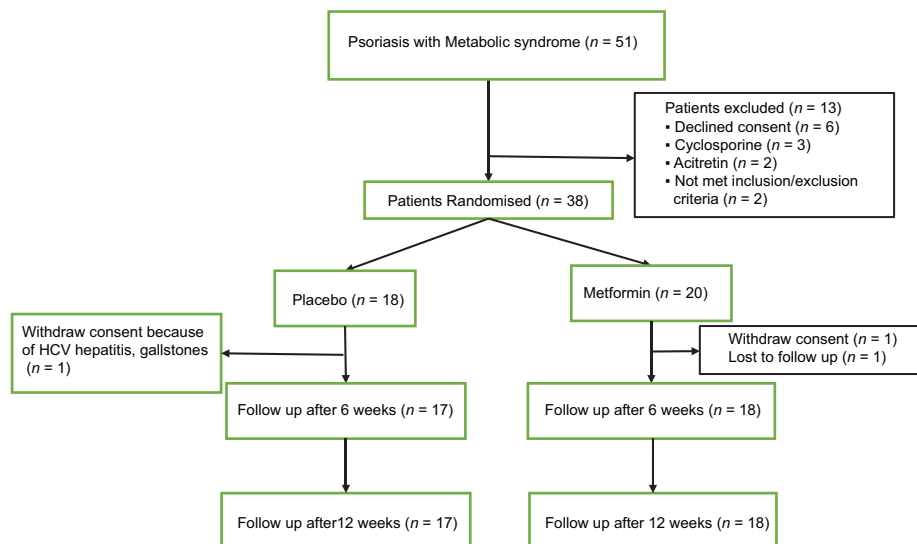 Psoriasis with Metabolic syndrome (n = 51)
Patients excluded (n = 13)
▪ Declined consent (n = 6)
▪ Cyclosporine (n = 3)
▪ Acitretin (n = 2)
▪ Not met inclusion/exclusion
criteria (n = 2)
Patients Randomised (n = 38)
Placebo (n = 18)
Metformin (n = 20)
Withdraw consent because
of HCV hepatitis, gallstones
(n = 1)
Withdraw consent (n = 1)
Lost to follow up (n = 1)
Follow up after 6 weeks (n = 17)
Follow up after 6 weeks (n = 18)
Follow up after12 weeks (n = 17)
Follow up after 12 weeks (n = 18)